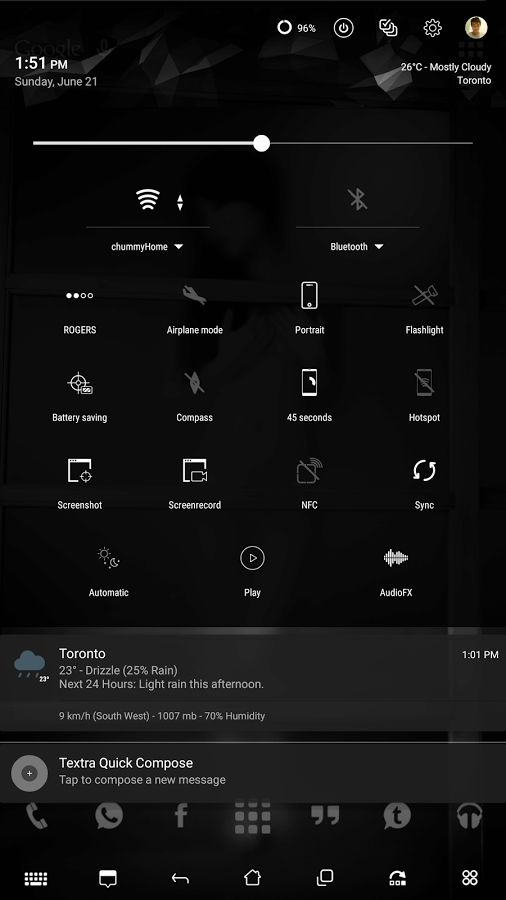 Google
96%
1:51 PM
Sunday, June 21
26°C - Mostly Cloudy
Toronto
chummyHome
Bluetooth
ROGERS
Airplane mode
Portrait
Flashlight
Battery saving
Compass
45 seconds
Hotspot
Screenshot
Screenrecord
NFC
Sync
Automatic
Play
AudioFX
Toronto
1:01 PM
23° - Drizzle (25% Rain)
23°
Next 24 Hours: Light rain this afternoon.
9 km/h (South West) - 1007 mb - 70% Humidity
Textra Quick Compose
Tap to compose a new message